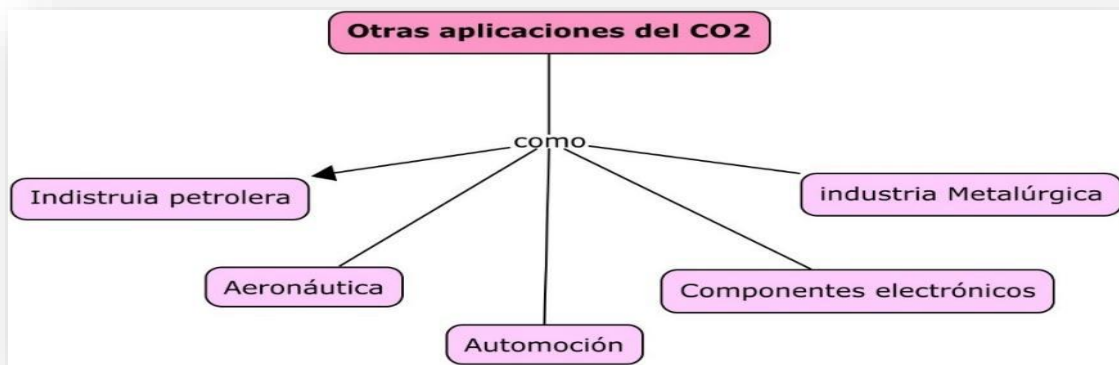 Otras aplicaciones del CO2
como
Indistruia petrolera
industria Metalúrgica
Aeronáutica
Componentes electrónicos
Automoción